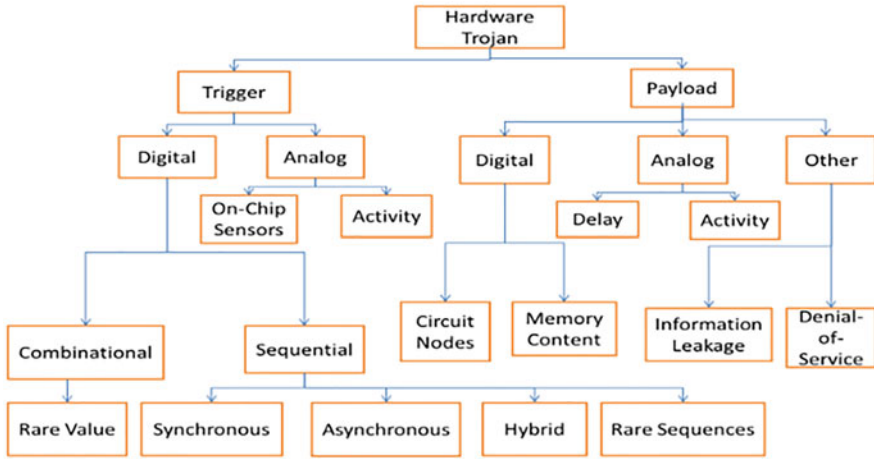 Hardware
Trojan
Trigger
Payload
Digital
Analog
Digital
Analog
Other
On-Chip
Sensors
Activity
Delay
Activity
Circuit
Nodes
Memory
Content
Information
Leakage
Denial-
of-
Service
Combinational
Sequential
Rare Value
Synchronous
Asynchronous
Hybrid
Rare Sequences